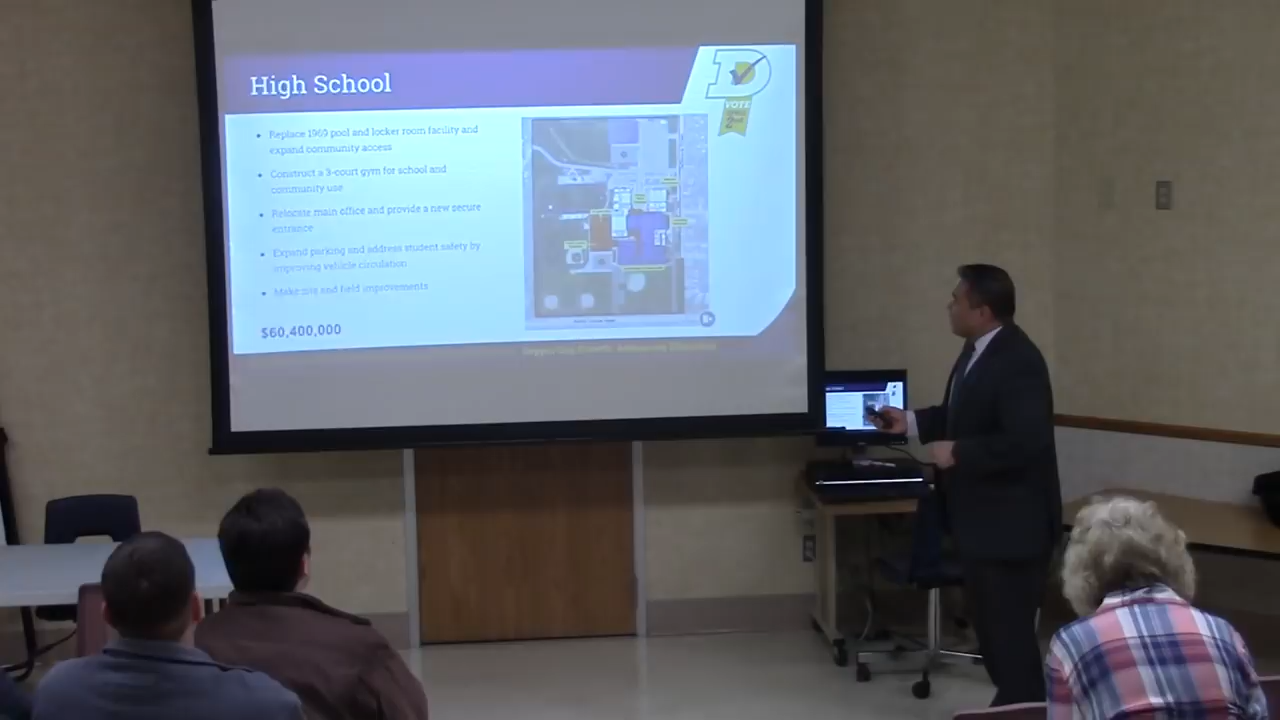 High School
VOTE
2nd
Replace 1969 pool and locker room facility and
expand community access
Construct a 3-court gym for school and
community use
Relocate main office and provide a new secure
entrance
Expand parking and address student safety by
improving vehicle circulation
Make site and field improvements
$60,400,000